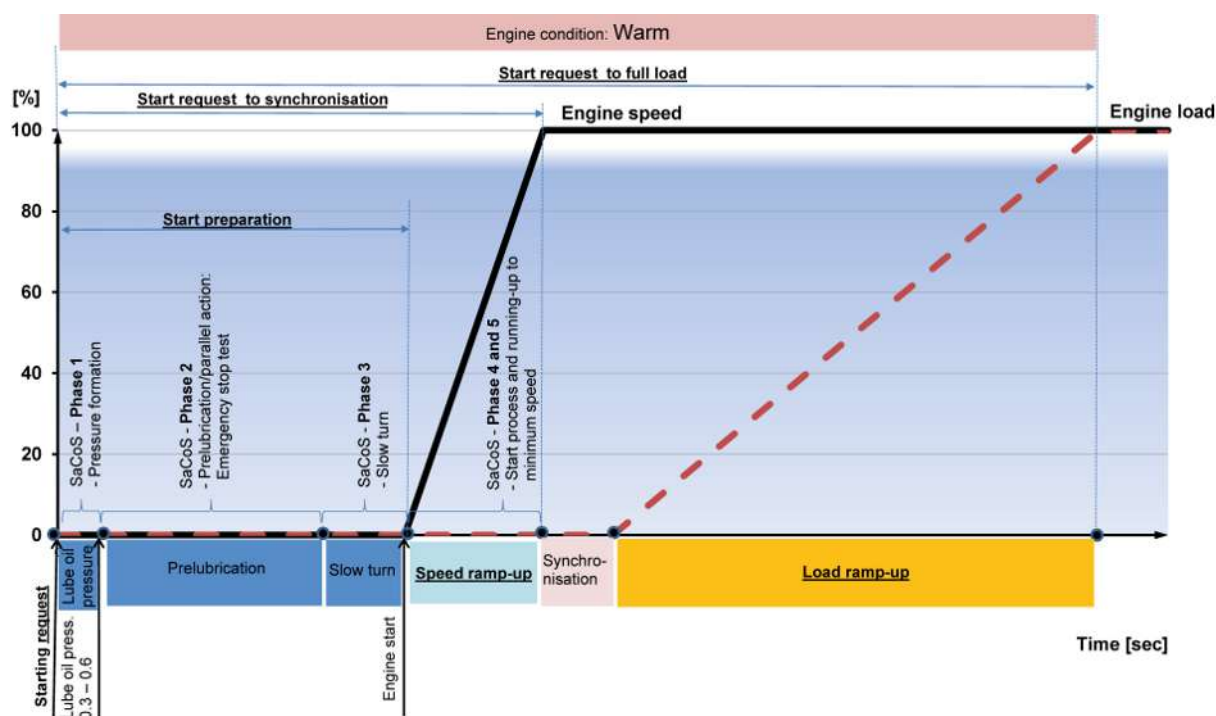 Engine condition: Warm
Start request to full load
[%]
Start request to synchronisation
Engine speed
Engine load
100
80
60
40
20
0
Start preparation
SaCoS – Phase 1
- Pressure formation
SaCoS - Phase 2
- Prelubrication/parallel action:
Emergency stop test
SaCoS - Phase 3
- Slow turn
SaCoS - Phase 4 and 5
- Start process and running-up to
minimum speed
Lube oil
pressure
Prelubrication
Slow turn
Speed ramp-up
Synchro-
nisation
Load ramp-up
Starting request
Lube oil press.
0.3 – 0.6
Engine start
Time [sec]